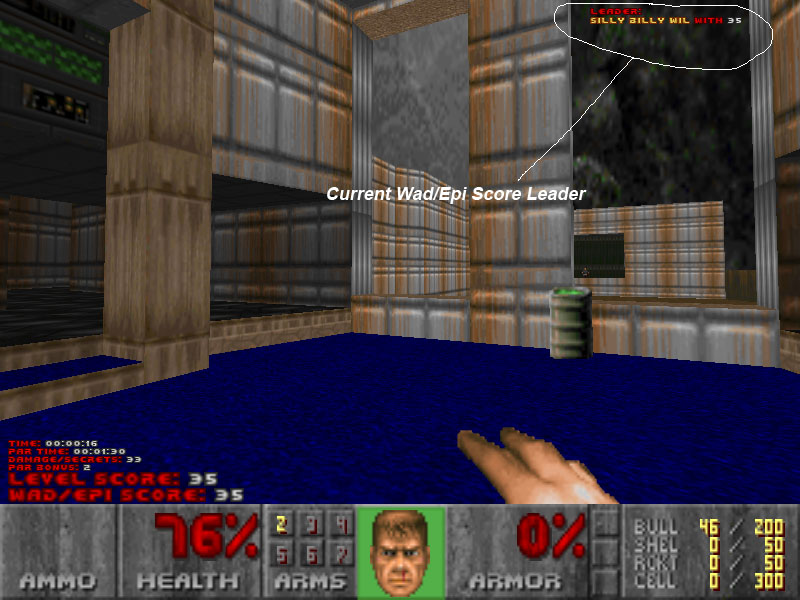 LEADER:
SILLY BILLY WIL WITH 35
Current Wad/Epi Score Leader
TIME: 00:00:16
PAR TIME: 00:01:30
DAMAGE/SECRETS: 33
PAR BONUS: 2
LEVEL SCORE: 35
WAD/EPI SCORE: 35
76% 2 3 4 0% BULL 46 / 200
SHEL 0 / 50
5 6 7 RCKT 0 / 50
AMMO HEALTH ARMS ARMOR CELL 0 / 300